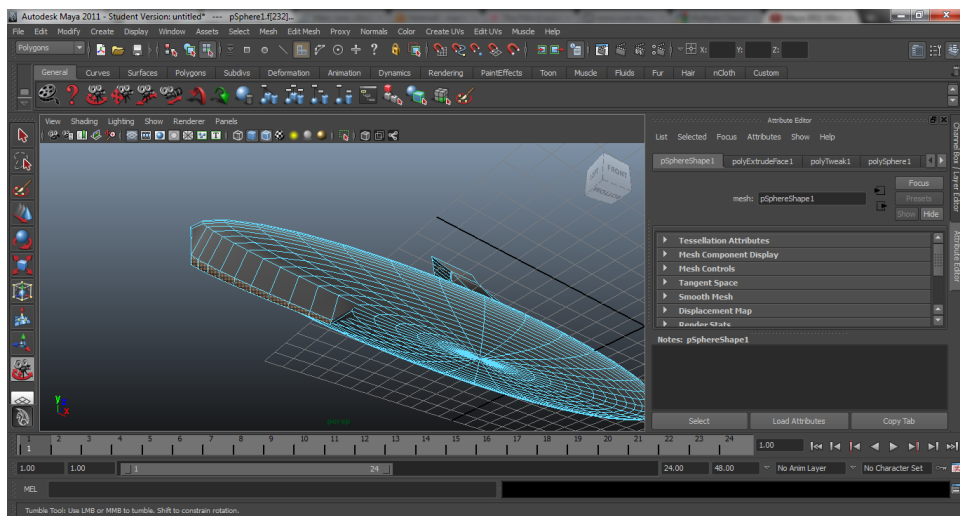 Autodesk Maya 2011 - Student Version: untitled* --- pSphere1.f[232]...
File Edit Modify Create Display Window Assets Select Mesh Edit Mesh Proxy Normals Color Create UVs Edit UVs Muscle Help
Polygons X: Y: Z:
General Curves Surfaces Polygons Subdivs Deformation Animation Dynamics Rendering PaintEffects Toon Muscle Fluids Fur Hair nCloth Custom
View Shading Lighting Show Renderer Panels
Attribute Editor
List Selected Focus Attributes Show Help
pSphereShape1 polyExtrudeFace1 polyTweak1 polySphere1
Focus
mesh: pSphereShape1 Presets
Show Hide
Tessellation Attributes
Mesh Component Display
Mesh Controls
Tangent Space
Smooth Mesh
Displacement Map
Render Stats
Notes: pSphereShape1
Select Load Attributes Copy Tab
Channel Box / Layer Editor
Attribute Editor
LEFT FRONT BOTTOM
y
z x
persp
1 2 3 4 5 6 7 8 9 10 11 12 13 14 15 16 17 18 19 20 21 22 23 24
1 1.00
1.00 1.00 1 24 24.00 48.00 No Anim Layer No Character Set
MEL
Tumble Tool: Use LMB or MMB to tumble. Shift to constrain rotation.